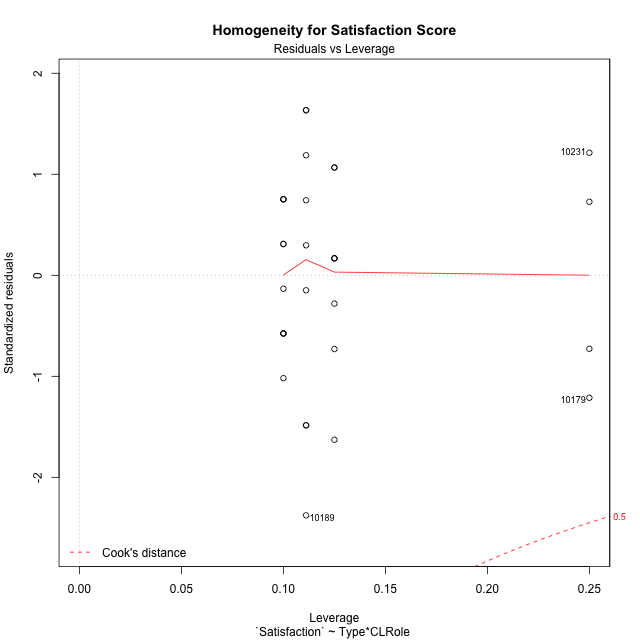 Homogeneity for Satisfaction Score
Residuals vs Leverage
Standardized residuals
2
1
0
-1
-2
10231
10179
10189
0.5
Cook's distance
0.00
0.05
0.10
0.15
0.20
0.25
Leverage
`Satisfaction` ~ Type*CLRole